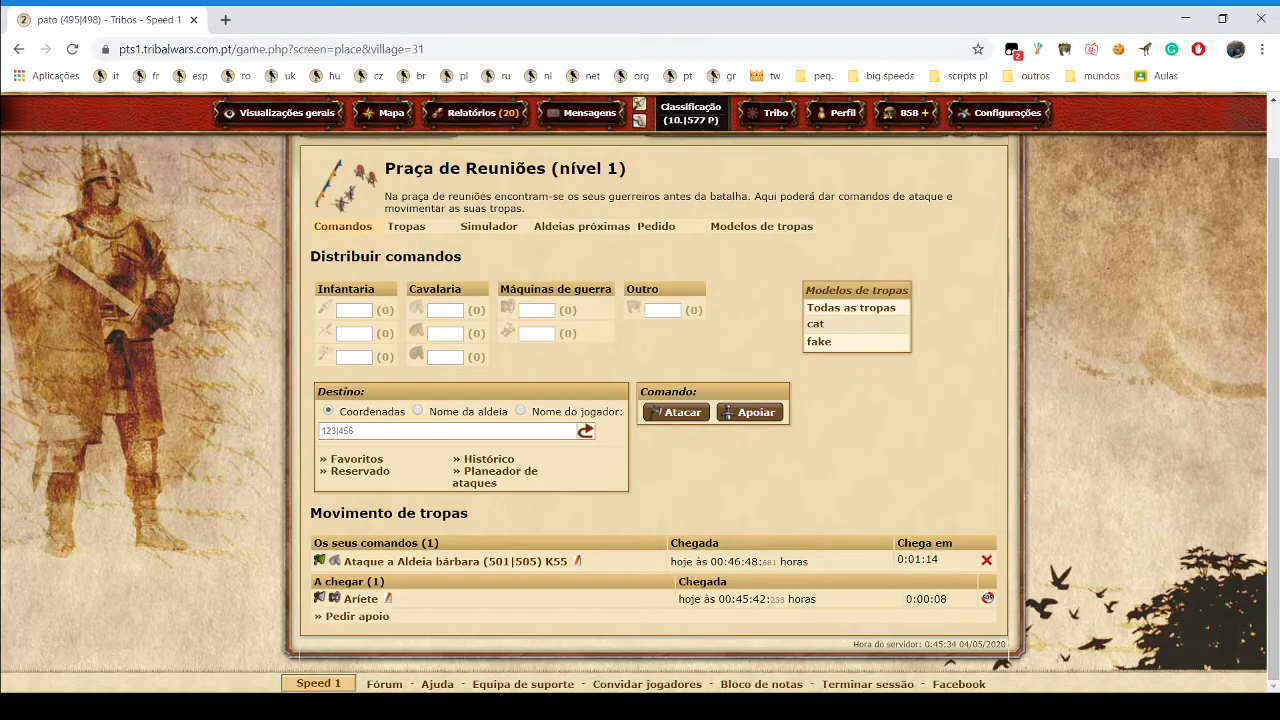 pato (495|498) - Tribos - Speed 1
pts1.tribalwars.com.pt/game.php?screen=place&village=31
2
Aplicações it fr esp ro uk hu cz br pl ru nl net org pt gr tw peq. big speeds scripts pl outros mundos Aulas
Visualizações gerais Mapa Relatórios (20) Mensagens Classificação (10.|577 P) Tribo Perfil 858 + Configurações
Praça de Reuniões (nível 1)
Na praça de reuniões encontram-se os seus guerreiros antes da batalha. Aqui poderá dar comandos de ataque e
movimentar as suas tropas.
Comandos Tropas Simulador Aldeias próximas Pedido Modelos de tropas
Distribuir comandos
Infantaria Cavalaria Máquinas de guerra Outro
(0) (0) (0) (0)
(0) (0) (0)
(0) (0)
Modelos de tropas
Todas as tropas
cat
fake
Destino:
Coordenadas Nome da aldeia Nome do jogador:
123|456
» Favoritos » Histórico
» Reservado » Planeador de
ataques
Comando:
Atacar Apoiar
Movimento de tropas
Os seus comandos (1) Chegada Chega em
Ataque a Aldeia bárbara (501|505) K55 hoje às 00:46:48:681 horas 0:01:14
A chegar (1) Chegada
Aríete hoje às 00:45:42:238 horas 0:00:08
» Pedir apoio
Hora do servidor: 0:45:34 04/05/2020
Speed 1 Fórum - Ajuda - Equipa de suporte - Convidar jogadores - Bloco de notas - Terminar sessão - Facebook